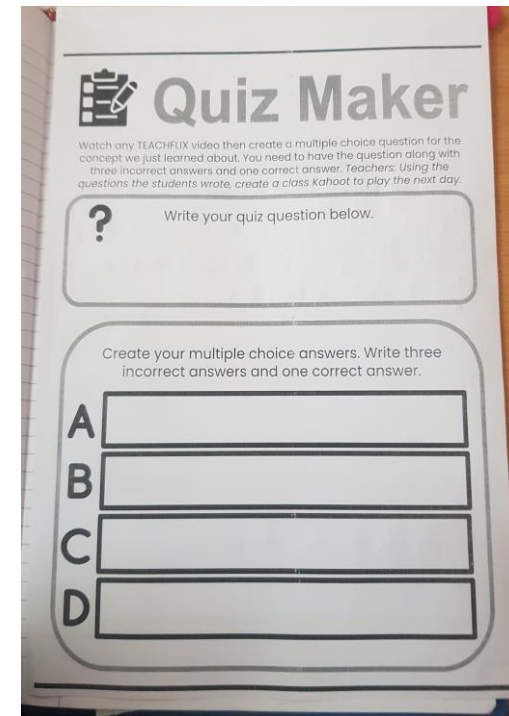 Quiz Maker
Watch any TEACHFLIX video then create a multiple choice question for the
concept we just learned about. You need to have the question along with
three incorrect answers and one correct answer. Teachers: Using the
questions the students wrote, create a class Kahoot to play the next day.
?
Write your quiz question below.
Create your multiple choice answers. Write three
incorrect answers and one correct answer.
A
B
C
D